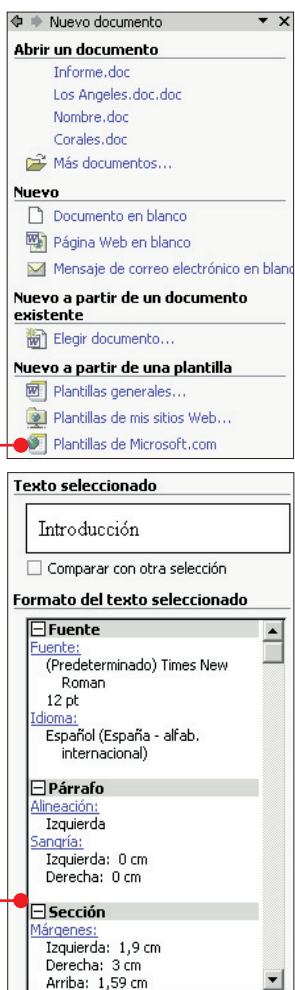 Nuevo documento
Abrir un documento
Informe.doc
Los Angeles.doc.doc
Nombre.doc
Corales.doc
Más documentos...
Nuevo
Documento en blanco
Página Web en blanco
Mensaje de correo electrónico en blanc
Nuevo a partir de un documento
existente
Elegir documento...
Nuevo a partir de una plantilla
Plantillas generales...
Plantillas de mis sitios Web...
Plantillas de Microsoft.com
Texto seleccionado
Introducción
Comparar con otra selección
Formato del texto seleccionado
Fuente
Fuente:
(Predeterminado) Times New
Roman
12 pt
Idioma:
Español (España - alfab.
internacional)
Párrafo
Alineación:
Izquierda
Sangría:
Izquierda: 0 cm
Derecha: 0 cm
Sección
Márgenes:
Izquierda: 1,9 cm
Derecha: 3 cm
Arriba: 1,59 cm